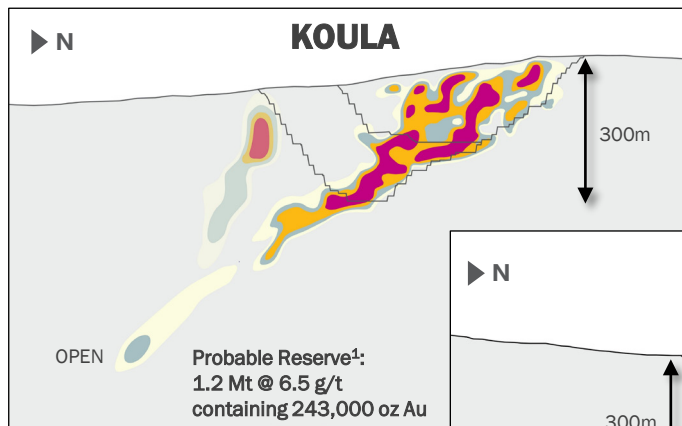 N
KOULA
300m
N
OPEN
Probable Reserve¹:
1.2 Mt @ 6.5 g/t
containing 243,000 oz Au
300m